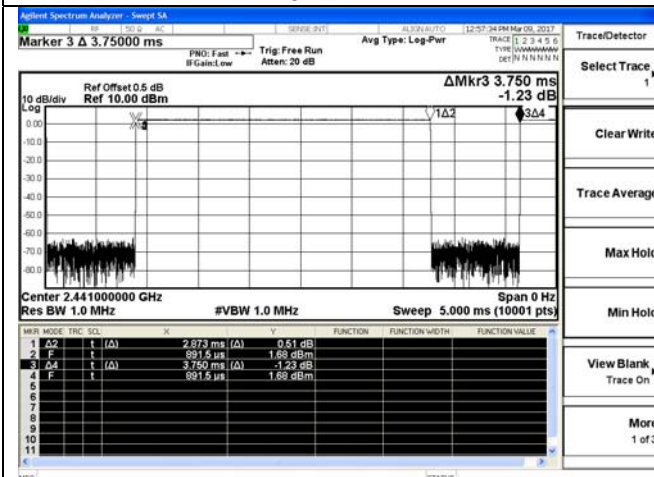 Agilent Spectrum Analyzer - Swept SA
RF 50 Ω AC SENSE:INT ALIGN AUTO 12:57:34 PM Mar 09, 2017
Marker 3 Δ 3.75000 ms
PNO: Fast
IFGain:Low
Trig: Free Run
Atten: 20 dB
Avg Type: Log-Pwr
TRACE 1 2 3 4 5 6
TYPE
DET N N N N N N
Trace/Detector
Select Trace
1
Clear Write
Trace Average
Max Hold
Min Hold
View Blank
Trace On
More
1 of 3
ΔMkr3 3.750 ms
-1.23 dB
Ref Offset 0.5 dB
Ref 10.00 dBm
10 dB/div
Log
1Δ2
3Δ4
0.00
-10.0
-20.0
-30.0
-40.0
-50.0
-60.0
-70.0
-80.0
Center 2.441000000 GHz Span 0 Hz
Res BW 1.0 MHz #VBW 1.0 MHz Sweep 5.000 ms (10001 pts)
MKR MODE TRC SCL X Y FUNCTION FUNCTION WIDTH FUNCTION VALUE
1 Δ2 t (Δ) 2.873 ms (Δ) 0.51 dB
2 F t 891.5 µs 1.68 dBm
3 Δ4 t (Δ) 3.750 ms (Δ) -1.23 dB
4 F t 891.5 µs 1.68 dBm
5
6
7
8
9
10
11
MSG STATUS